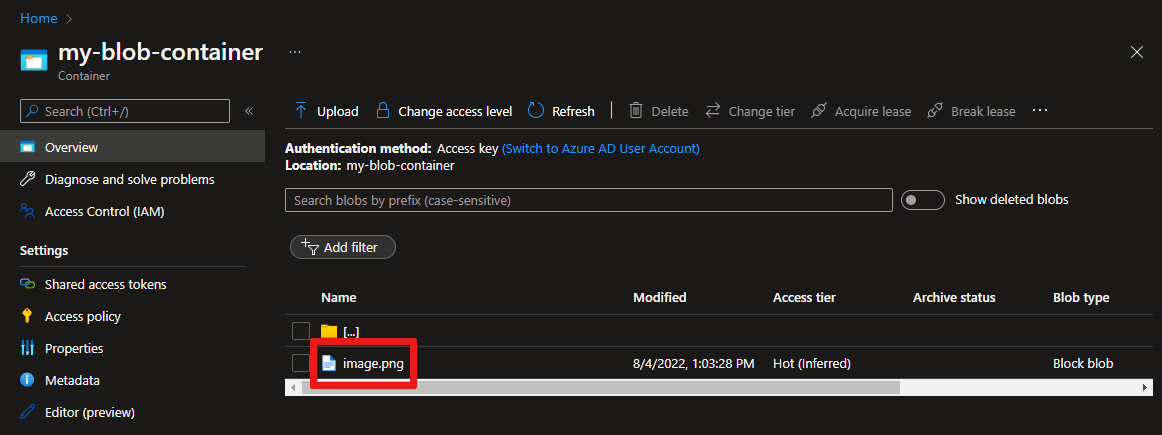 Home >
my-blob-container ...
Container
Search (Ctrl+/) «
Overview
Diagnose and solve problems
Access Control (IAM)
Settings
Shared access tokens
Access policy
Properties
Metadata
Editor (preview)
Upload Change access level Refresh Delete Change tier Acquire lease Break lease ...
Authentication method: Access key (Switch to Azure AD User Account)
Location: my-blob-container
Search blobs by prefix (case-sensitive) Show deleted blobs
Add filter
Name Modified Access tier Archive status Blob type
[...]
image.png 8/4/2022, 1:03:28 PM Hot (Inferred) Block blob